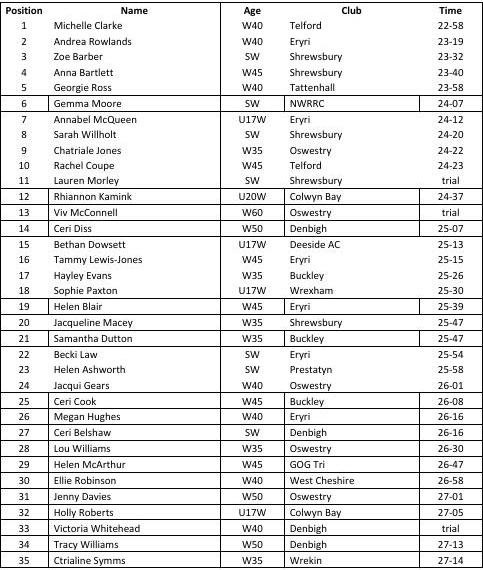 Position Name Age Club Time
1 Michelle Clarke W40 Telford 22-58
2 Andrea Rowlands W40 Eryri 23-19
3 Zoe Barber SW Shrewsbury 23-32
4 Anna Bartlett W45 Shrewsbury 23-40
5 Georgie Ross W40 Tattenhall 23-58
6 Gemma Moore SW NWRRC 24-07
7 Annabel McQueen U17W Eryri 24-12
8 Sarah Willholt SW Shrewsbury 24-20
9 Chatriale Jones W35 Oswestry 24-22
10 Rachel Coupe W45 Telford 24-23
11 Lauren Morley SW Shrewsbury trial
12 Rhiannon Kamink U20W Colwyn Bay 24-37
13 Viv McConnell W60 Oswestry trial
14 Ceri Diss W50 Denbigh 25-07
15 Bethan Dowsett U17W Deeside AC 25-13
16 Tammy Lewis-Jones W45 Eryri 25-15
17 Hayley Evans W35 Buckley 25-26
18 Sophie Paxton U17W Wrexham 25-30
19 Helen Blair W45 Eryri 25-39
20 Jacqueline Macey W35 Shrewsbury 25-47
21 Samantha Dutton W35 Buckley 25-47
22 Becki Law SW Eryri 25-54
23 Helen Ashworth SW Prestatyn 25-58
24 Jacqui Gears W40 Oswestry 26-01
25 Ceri Cook W45 Buckley 26-08
26 Megan Hughes W40 Eryri 26-16
27 Ceri Belshaw SW Denbigh 26-16
28 Lou Williams W35 Oswestry 26-30
29 Helen McArthur W45 GOG Tri 26-47
30 Ellie Robinson W40 West Cheshire 26-58
31 Jenny Davies W50 Oswestry 27-01
32 Holly Roberts U17W Colwyn Bay 27-05
33 Victoria Whitehead W40 Denbigh trial
34 Tracy Williams W50 Denbigh 27-13
35 Ctrialine Symms W35 Wrekin 27-14